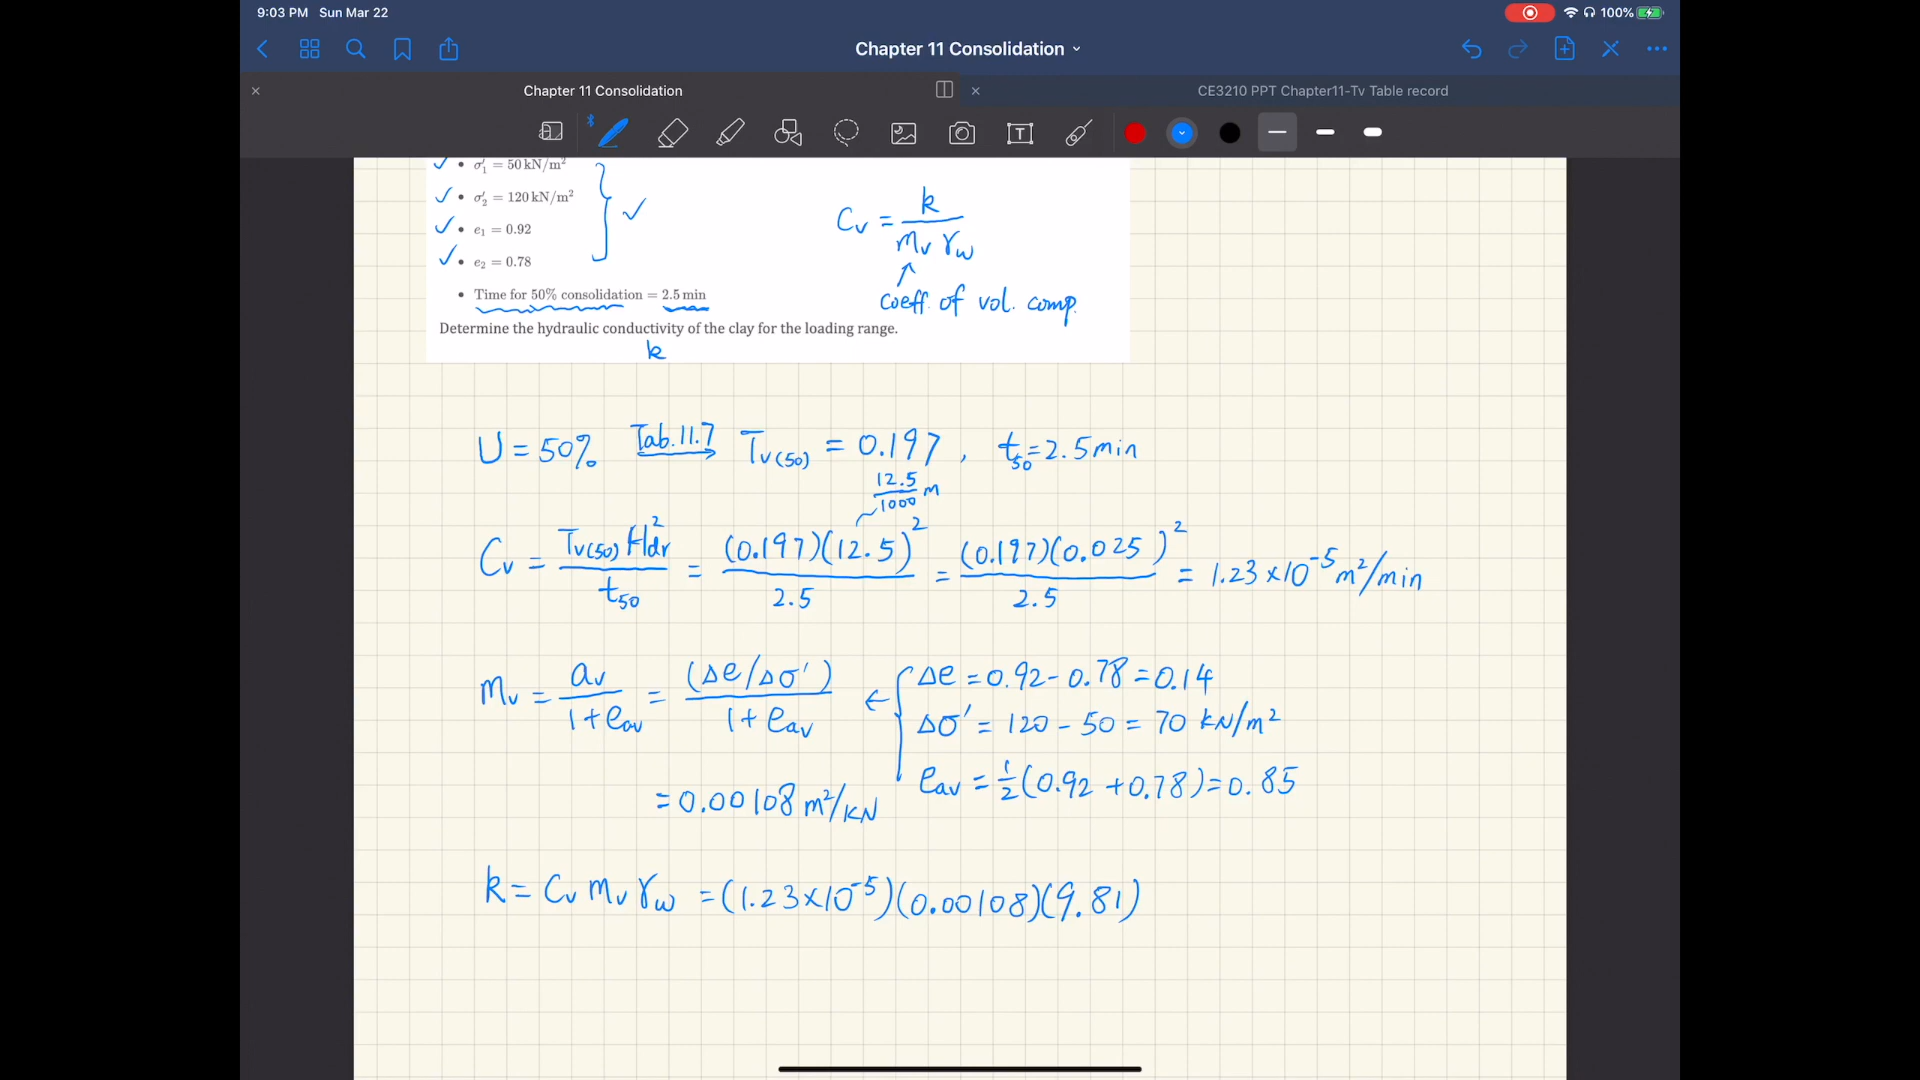 9:03 PM Sun Mar 22
100%
Chapter 11 Consolidation
Chapter 11 Consolidation
CE3210 PPT Chapter11-Tv Table record
T
✓ • σ′₁ = 50 kN/m²
✓ • σ′₂ = 120 kN/m²
✓ • e₁ = 0.92
✓ • e₂ = 0.78
✓
• Time for 50% consolidation = 2.5 min
Determine the hydraulic conductivity of the clay for the loading range.
k
Cv = k / (mv γw)
↑
Coeff. of vol. comp.
U = 50% Tab. 11.7 → Tv(50) = 0.197, t50 = 2.5 min
12.5/1000 m
Cv = Tv(50) Hdr² / t50 = (0.197)(12.5)² / 2.5 = (0.197)(0.025)² / 2.5 = 1.23 × 10⁻⁵ m²/min
mv = av / (1 + eav) = (Δe/Δσ′) / (1 + eav) ← { Δe = 0.92 - 0.78 = 0.14
Δσ′ = 120 - 50 = 70 kN/m²
eav = 1/2 (0.92 + 0.78) = 0.85
= 0.00108 m²/kN
k = Cv mv γw = (1.23 × 10⁻⁵)(0.00108)(9.81)